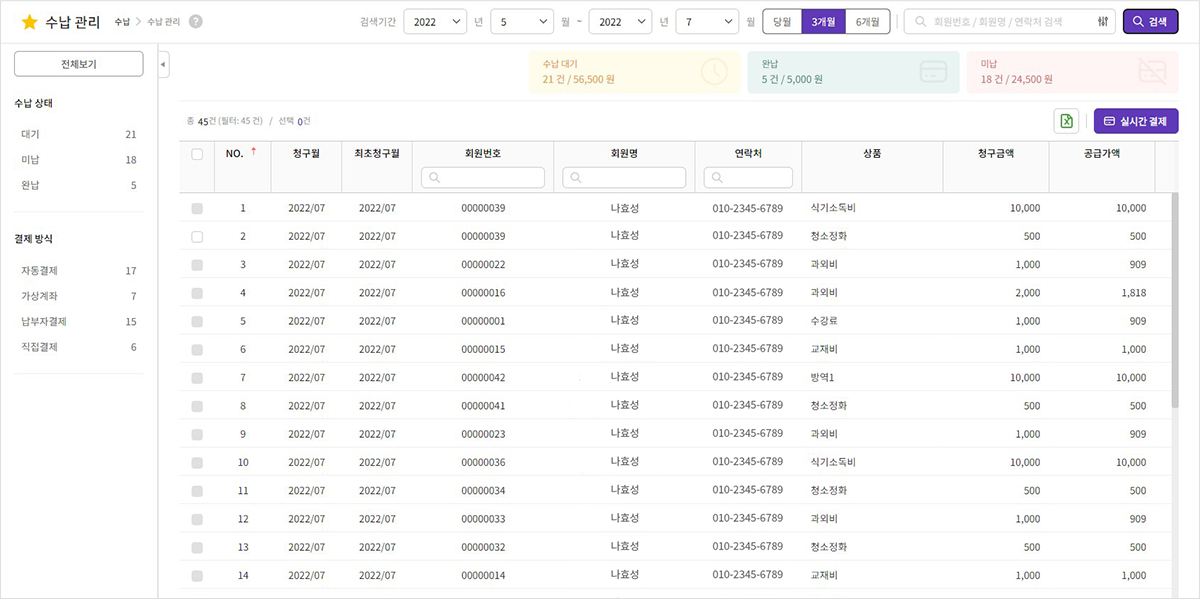 수납 관리 수납 > 수납 관리 ?
검색기간 2022 년 5 월 ~ 2022 년 7 월 당월 3개월 6개월 회원번호 / 회원명 / 연락처 검색 검색
전체보기
수납 상태
대기 21
미납 18
완납 5
결제 방식
자동결제 17
가상계좌 7
납부자결제 15
직접결제 6
수납 대기
21 건 / 56,500 원
완납
5 건 / 5,000 원
미납
18 건 / 24,500 원
총 45건 (필터: 45 건) / 선택 0건
실시간 결제
NO. ↑ 청구월 최초청구월 회원번호 회원명 연락처 상품 청구금액 공급가액
1 2022/07 2022/07 00000039 나효성 010-2345-6789 식기소독비 10,000 10,000
2 2022/07 2022/07 00000039 나효성 010-2345-6789 청소정화 500 500
3 2022/07 2022/07 00000022 나효성 010-2345-6789 과외비 1,000 909
4 2022/07 2022/07 00000016 나효성 010-2345-6789 과외비 2,000 1,818
5 2022/07 2022/07 00000001 나효성 010-2345-6789 수강료 1,000 909
6 2022/07 2022/07 00000015 나효성 010-2345-6789 교재비 1,000 1,000
7 2022/07 2022/07 00000042 나효성 010-2345-6789 방역1 10,000 10,000
8 2022/07 2022/07 00000041 나효성 010-2345-6789 청소정화 500 500
9 2022/07 2022/07 00000023 나효성 010-2345-6789 과외비 1,000 909
10 2022/07 2022/07 00000036 나효성 010-2345-6789 식기소독비 10,000 10,000
11 2022/07 2022/07 00000034 나효성 010-2345-6789 청소정화 500 500
12 2022/07 2022/07 00000033 나효성 010-2345-6789 과외비 1,000 909
13 2022/07 2022/07 00000032 나효성 010-2345-6789 청소정화 500 500
14 2022/07 2022/07 00000014 나효성 010-2345-6789 교재비 1,000 1,000